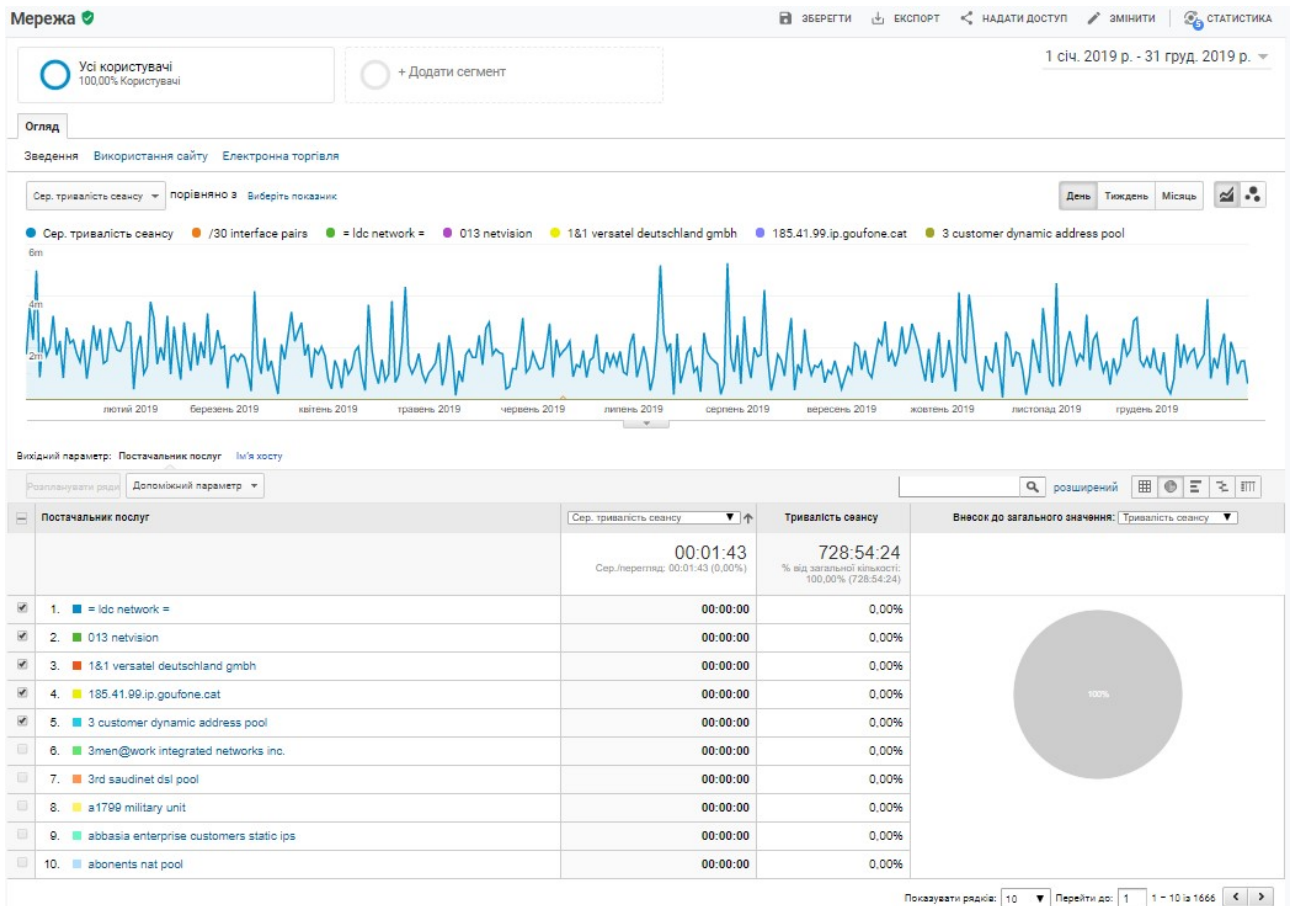 Мережа
ЗБЕРЕГТИ ЕКСПОРТ НАДАТИ ДОСТУП ЗМІНИТИ 5 СТАТИСТИКА
Усі користувачі
100,00% Користувачі
+ Додати сегмент
1 січ. 2019 р. - 31 груд. 2019 р.
Огляд
Зведення Використання сайту Електронна торгівля
Сер. тривалість сеансу порівняно з Виберіть показник
День Тиждень Місяць
Сер. тривалість сеансу /30 interface pairs = ldc network = 013 netvision 1&1 versatel deutschland gmbh 185.41.99.ip.goufone.cat 3 customer dynamic address pool
6m
4m
2m
лютий 2019 березень 2019 квітень 2019 травень 2019 червень 2019 липень 2019 серпень 2019 вересень 2019 жовтень 2019 листопад 2019 грудень 2019
Вихідний параметр: Постачальник послуг Ім'я хосту
Розпланувати ряди Допоміжний параметр розширений
Постачальник послуг Сер. тривалість сеансу Тривалість сеансу Внесок до загального значення: Тривалість сеансу
00:01:43 728:54:24
Сер./перегляд: 00:01:43 (0,00%) % від загальної кількості:
100,00% (728:54:24)
1. = ldc network = 00:00:00 0,00%
2. 013 netvision 00:00:00 0,00%
3. 1&1 versatel deutschland gmbh 00:00:00 0,00%
4. 185.41.99.ip.goufone.cat 00:00:00 0,00%
100%
5. 3 customer dynamic address pool 00:00:00 0,00%
6. 3men@work integrated networks inc. 00:00:00 0,00%
7. 3rd saudinet dsl pool 00:00:00 0,00%
8. a1799 military unit 00:00:00 0,00%
9. abbasia enterprise customers static ips 00:00:00 0,00%
10. abonents nat pool 00:00:00 0,00%
Показувати рядків: 10 Перейти до: 1 1 – 10 із 1666